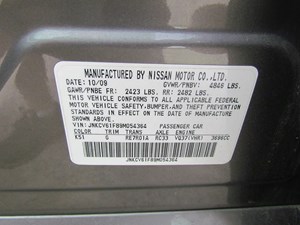 MANUFACTURED BY NISSAN MOTOR CO.,LTD.
DATE: 10/09 GVWR/PNBV: 4848 LBS.
GAWR/PNBE FR: 2423 LBS. RR: 2482 LBS.
THIS VEHICLE CONFORMS TO ALL APPLICABLE FEDERAL
MOTOR VEHICLE SAFETY, BUMPER, AND THEFT PREVENTION
STANDARDS IN EFFECT ON THE DATE OF MANUFACTURE
SHOWN ABOVE.
VIN: JNKCV61F89M054364 PASSENGER CAR
COLOR TRIM TRANS AXLE ENGINE
K51 G RE7R01A RC33 VQ37(VHR) 3696CC